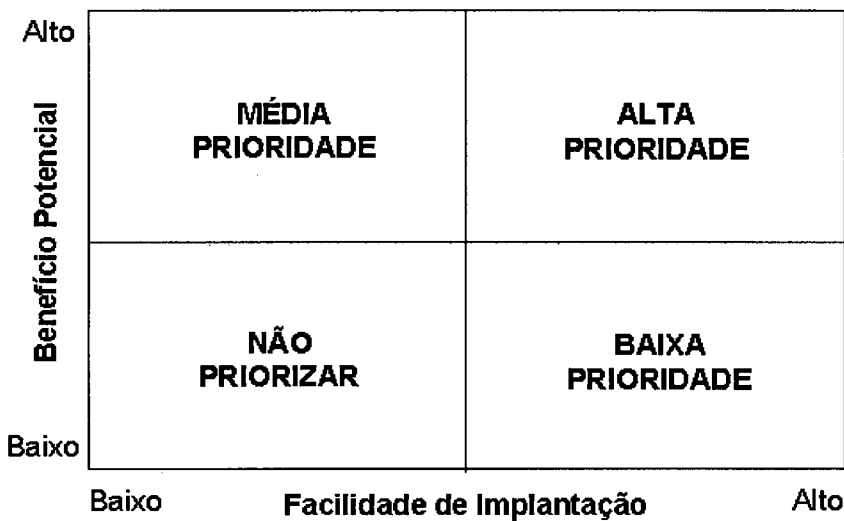 Alto
Benefício Potencial
MÉDIA
PRIORIDADE
ALTA
PRIORIDADE
NÃO
PRIORIZAR
BAIXA
PRIORIDADE
Baixo
Baixo
Facilidade de Implantação
Alto